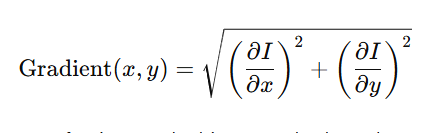 Gradient(x, y) = √((∂I/∂x)² + (∂I/∂y)²)